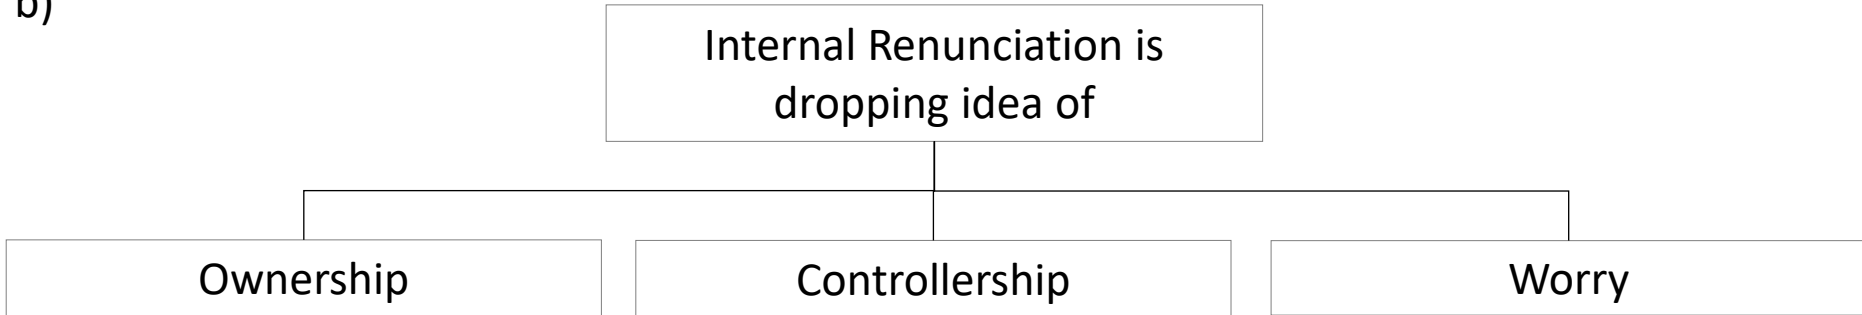 b)
Internal Renunciation is
dropping idea of
Ownership
Controllership
Worry